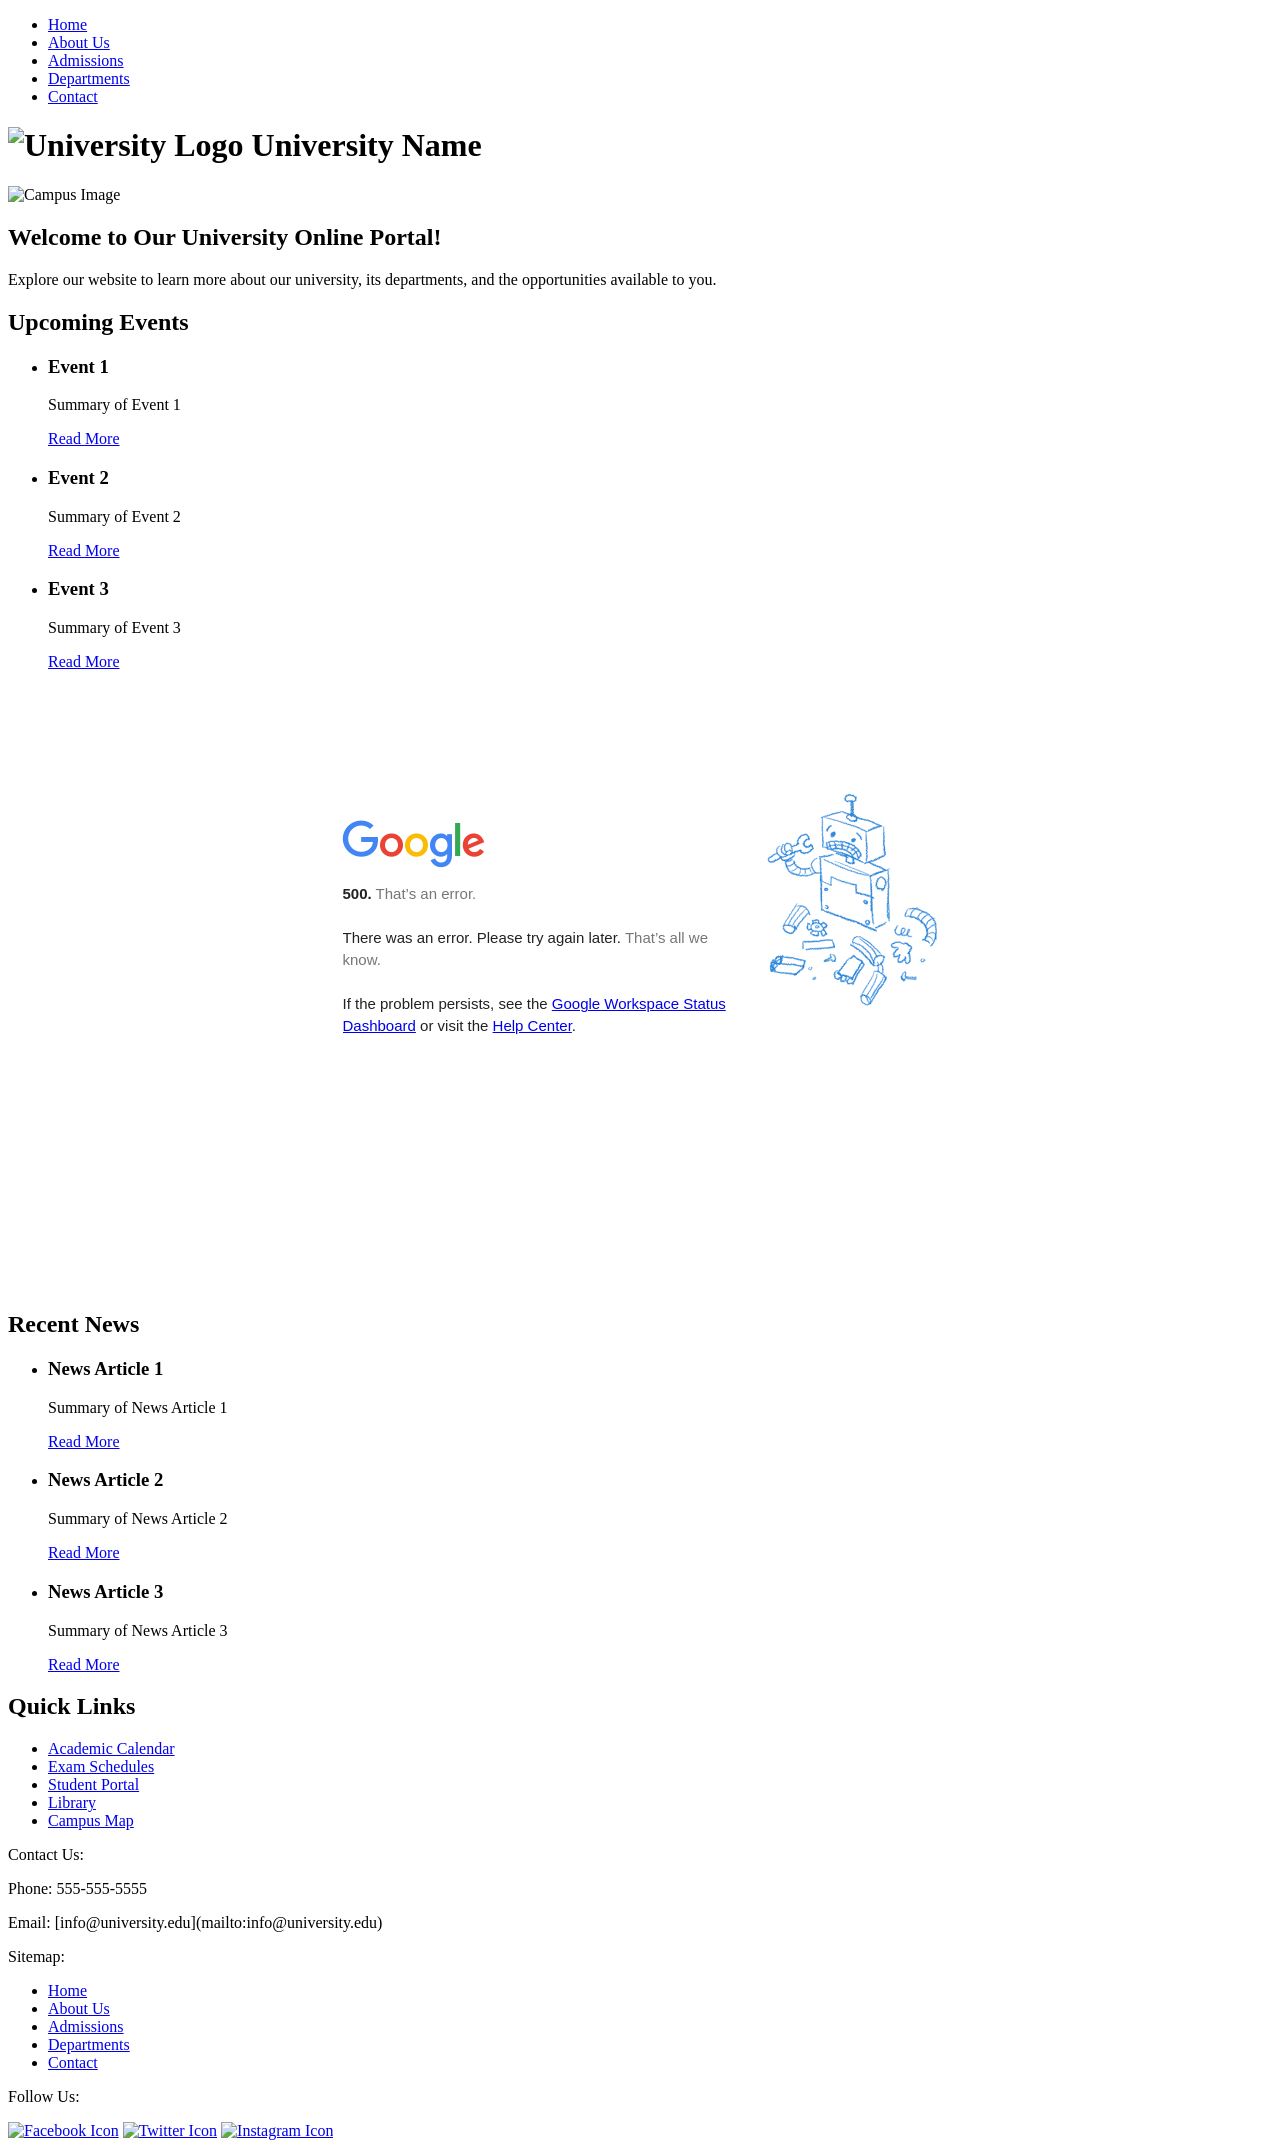 Home
About Us
Admissions
Departments
Contact
University Logo University Name
Campus Image
Welcome to Our University Online Portal!
Explore our website to learn more about our university, its departments, and the opportunities available to you.
Upcoming Events
Event 1
Summary of Event 1
Read More
Event 2
Summary of Event 2
Read More
Event 3
Summary of Event 3
Read More
Google
500. That's an error.
There was an error. Please try again later. That's all we
know.
If the problem persists, see the Google Workspace Status
Dashboard or visit the Help Center.
Recent News
News Article 1
Summary of News Article 1
Read More
News Article 2
Summary of News Article 2
Read More
News Article 3
Summary of News Article 3
Read More
Quick Links
Academic Calendar
Exam Schedules
Student Portal
Library
Campus Map
Contact Us:
Phone: 555-555-5555
Email: [info@university.edu](mailto:info@university.edu)
Sitemap:
Home
About Us
Admissions
Departments
Contact
Follow Us:
Facebook Icon Twitter Icon Instagram Icon